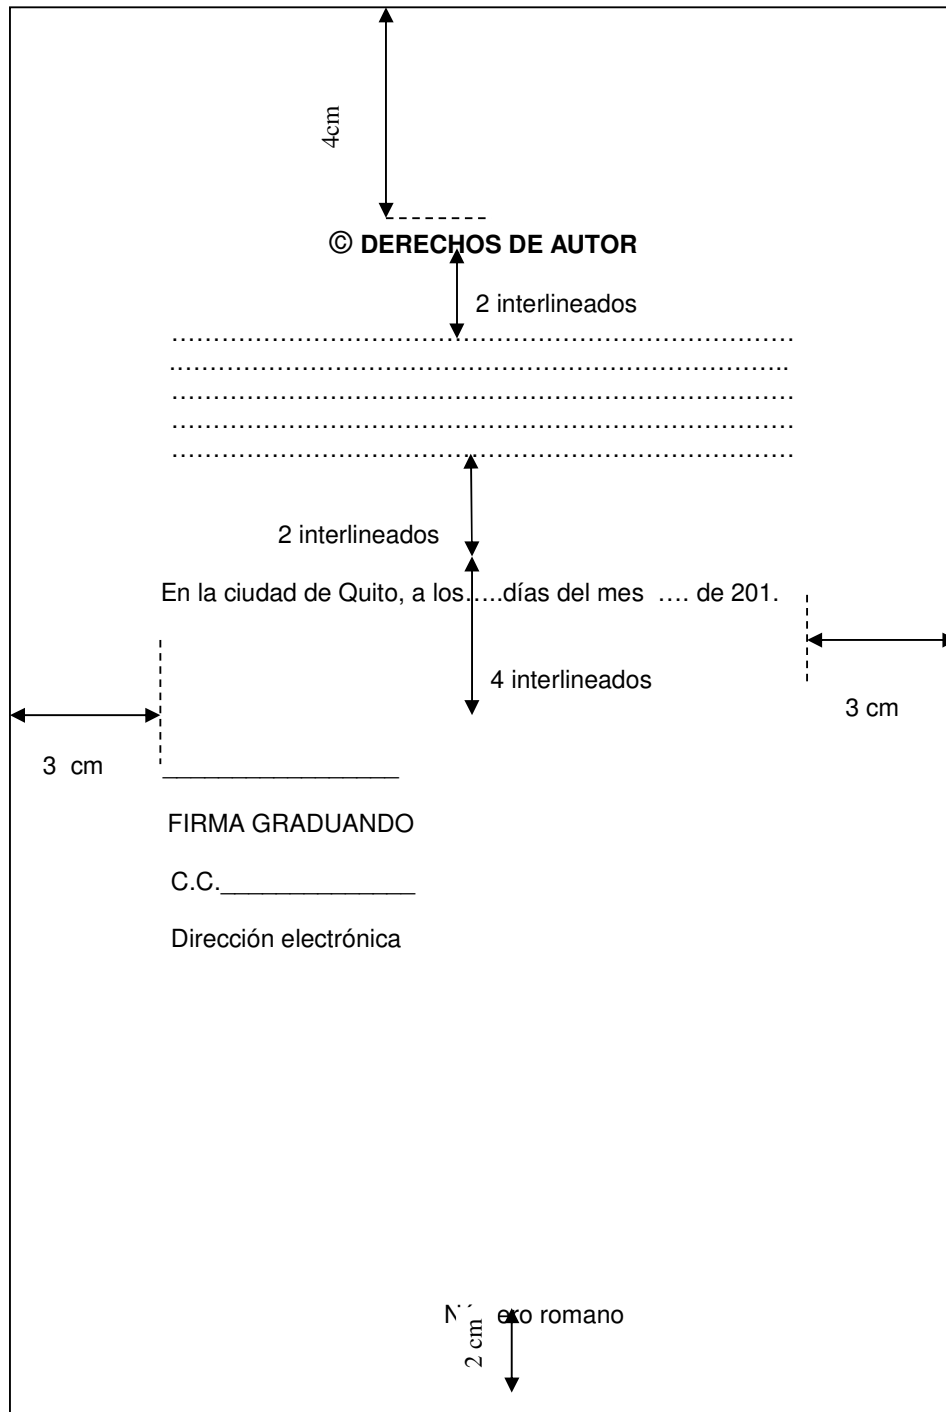 4cm
© DERECHOS DE AUTOR
2 interlineados
……………………………………………………………………
…………………………………………………………………..
……………………………………………………………………
……………………………………………………………………
……………………………………………………………………
2 interlineados
En la ciudad de Quito, a los…..días del mes …. de 201.
4 interlineados
3 cm
3 cm
_________________
FIRMA GRADUANDO
C.C.______________
Dirección electrónica
romano
2 cm